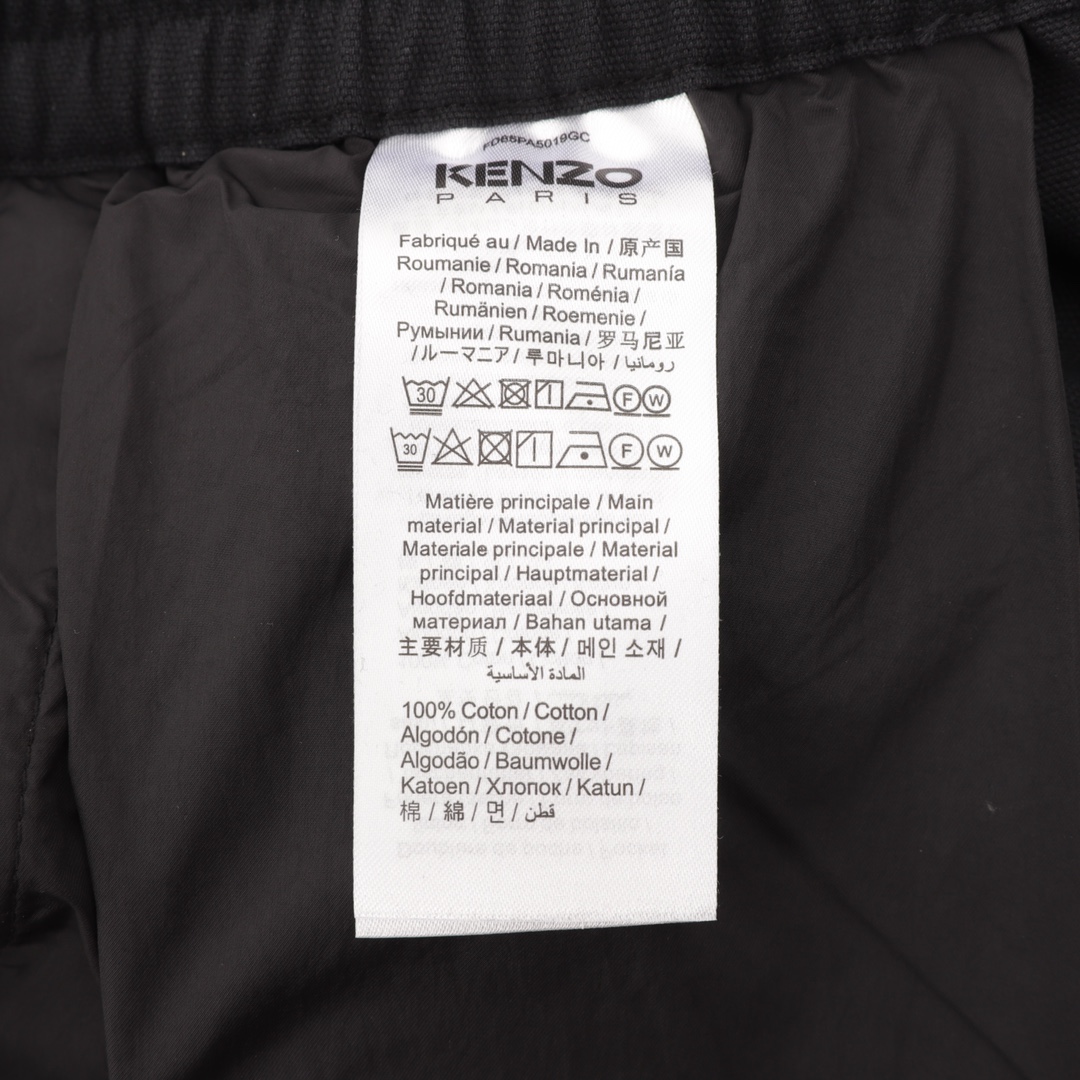 FD65PA5019GC
KENZO
PARIS
Fabriqué au / Made In / 原产国
Roumanie / Romania / Rumanía
/ Romania / Roménia /
Rumänien / Roemenie /
Румынии / Rumania / 罗马尼亚
/ ルーマニア / 루마니아 / رومانيا
30 F W
30 F W
Matière principale / Main
material / Material principal /
Materiale principale / Material
principal / Hauptmaterial /
Hoofdmateriaal / Основной
материал / Bahan utama /
主要材质 / 本体 / 메인 소재 /
المادة الأساسية
100% Coton / Cotton /
Algodón / Cotone /
Algodão / Baumwolle /
Katoen / Хлопок / Katun /
棉 / 綿 / 면 / قطن